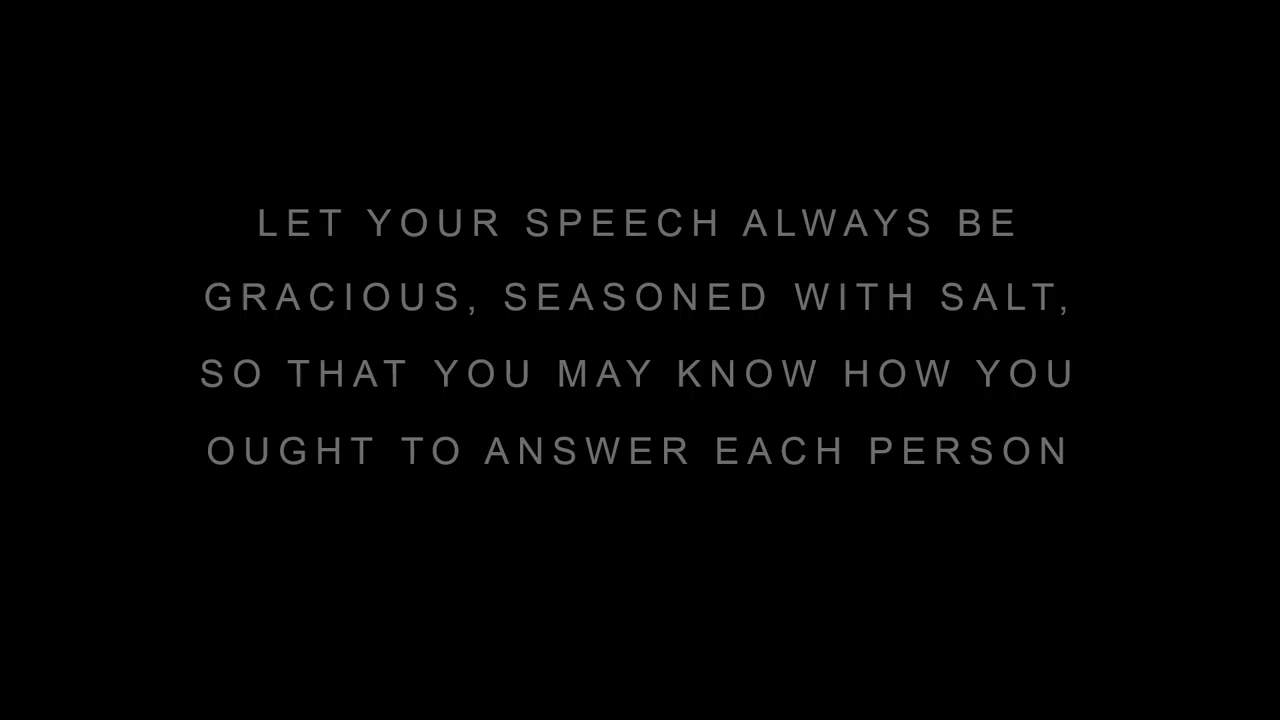 LET YOUR SPEECH ALWAYS BE
GRACIOUS, SEASONED WITH SALT,
SO THAT YOU MAY KNOW HOW YOU
OUGHT TO ANSWER EACH PERSON